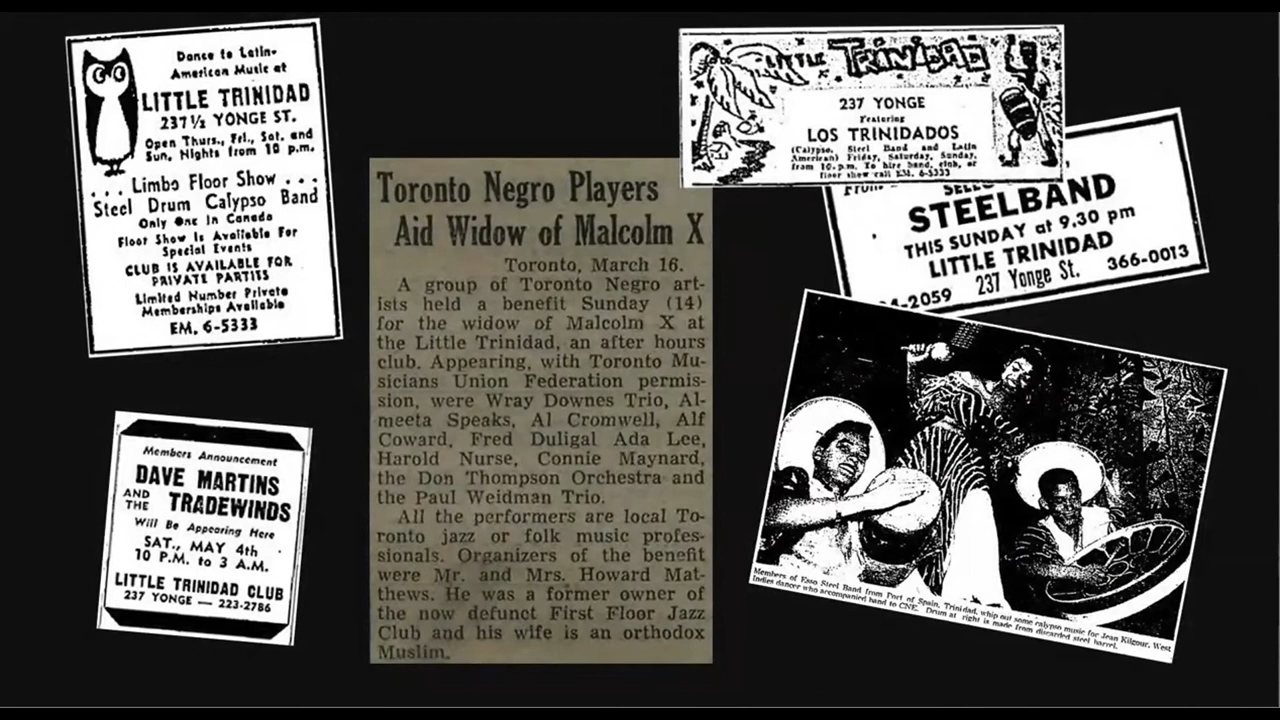 Dance to Latin-
American Music at
LITTLE TRINIDAD
237½ YONGE ST.
Open Thurs., Fri., Sat. and
Sun. Nights from 10 p.m.
... Limbo Floor Show ...
Steel Drum Calypso Band
Only One in Canada
Floor Show Is Available For
Special Events
CLUB IS AVAILABLE FOR
PRIVATE PARTIES
Limited Number Private
Memberships Available
EM. 6-5333
Members Announcement
DAVE MARTINS
AND THE TRADEWINDS
Will Be Appearing Here
SAT., MAY 4th
10 P.M. to 3 A.M.
LITTLE TRINIDAD CLUB
237 YONGE — 223-2786
Toronto Negro Players
Aid Widow of Malcolm X
Toronto, March 16.
A group of Toronto Negro art-
ists held a benefit Sunday (14)
for the widow of Malcolm X at
the Little Trinidad, an after hours
club. Appearing, with Toronto Mu-
sicians Union Federation permis-
sion, were Wray Downes Trio, Al-
meeta Speaks, Al Cromwell, Alf
Coward, Fred Duligal Ada Lee,
Harold Nurse, Connie Maynard,
the Don Thompson Orchestra and
the Paul Weidman Trio.
All the performers are local To-
ronto jazz or folk music profes-
sionals. Organizers of the benefit
were Mr. and Mrs. Howard Mat-
thews. He was a former owner of
the now defunct First Floor Jazz
Club and his wife is an orthodox
Muslim.
LITTLE TRINIDAD
237 YONGE
Featuring
LOS TRINIDADOS
(Calypso, Steel Band and Latin
American) Friday, Saturday, Sunday,
from 10 p.m. To hire band, club, or
floor show call EM. 6-5333
From
STEELBAND
THIS SUNDAY at 9.30 pm
LITTLE TRINIDAD
237 Yonge St. 366-0013
4-2059
Members of Esso Steel Band from Port of Spain, Trinidad, whip out some calypso music for Jean Kilgour, West
Indies dancer who accompanied band to CNE. Drum at right is made from discarded steel barrel.